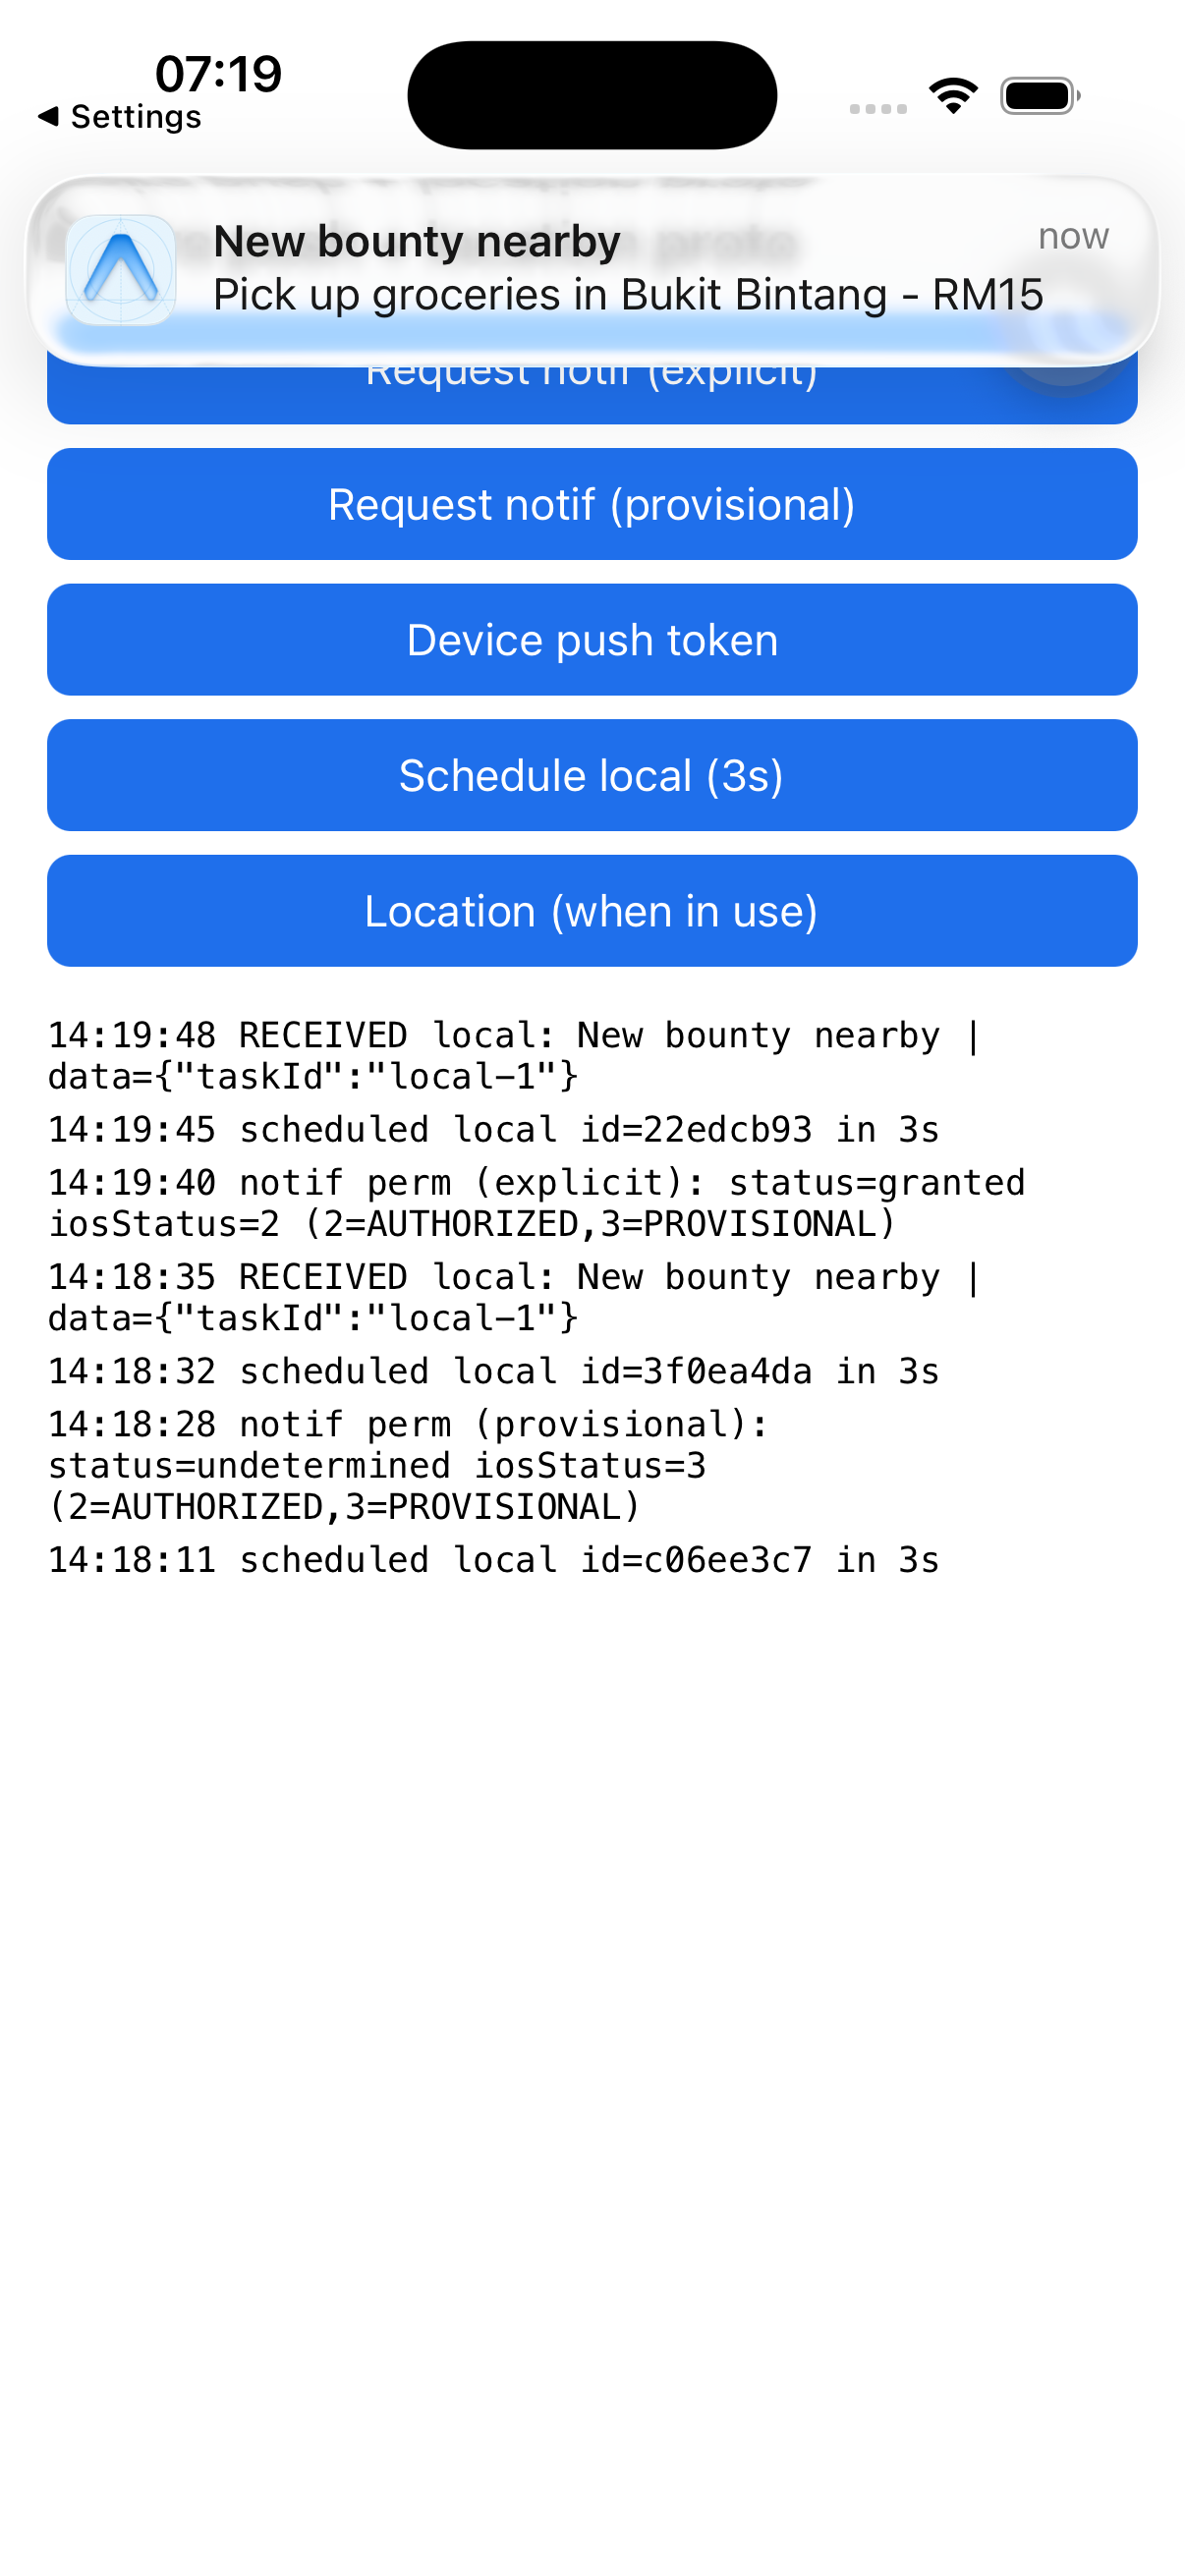 07:19
◀ Settings
New bounty nearby
now
Pick up groceries in Bukit Bintang - RM15
Request notif (explicit)
Request notif (provisional)
Device push token
Schedule local (3s)
Location (when in use)
14:19:48 RECEIVED local: New bounty nearby |
data={"taskId":"local-1"}
14:19:45 scheduled local id=22edcb93 in 3s
14:19:40 notif perm (explicit): status=granted
iosStatus=2 (2=AUTHORIZED,3=PROVISIONAL)
14:18:35 RECEIVED local: New bounty nearby |
data={"taskId":"local-1"}
14:18:32 scheduled local id=3f0ea4da in 3s
14:18:28 notif perm (provisional):
status=undetermined iosStatus=3
(2=AUTHORIZED,3=PROVISIONAL)
14:18:11 scheduled local id=c06ee3c7 in 3s